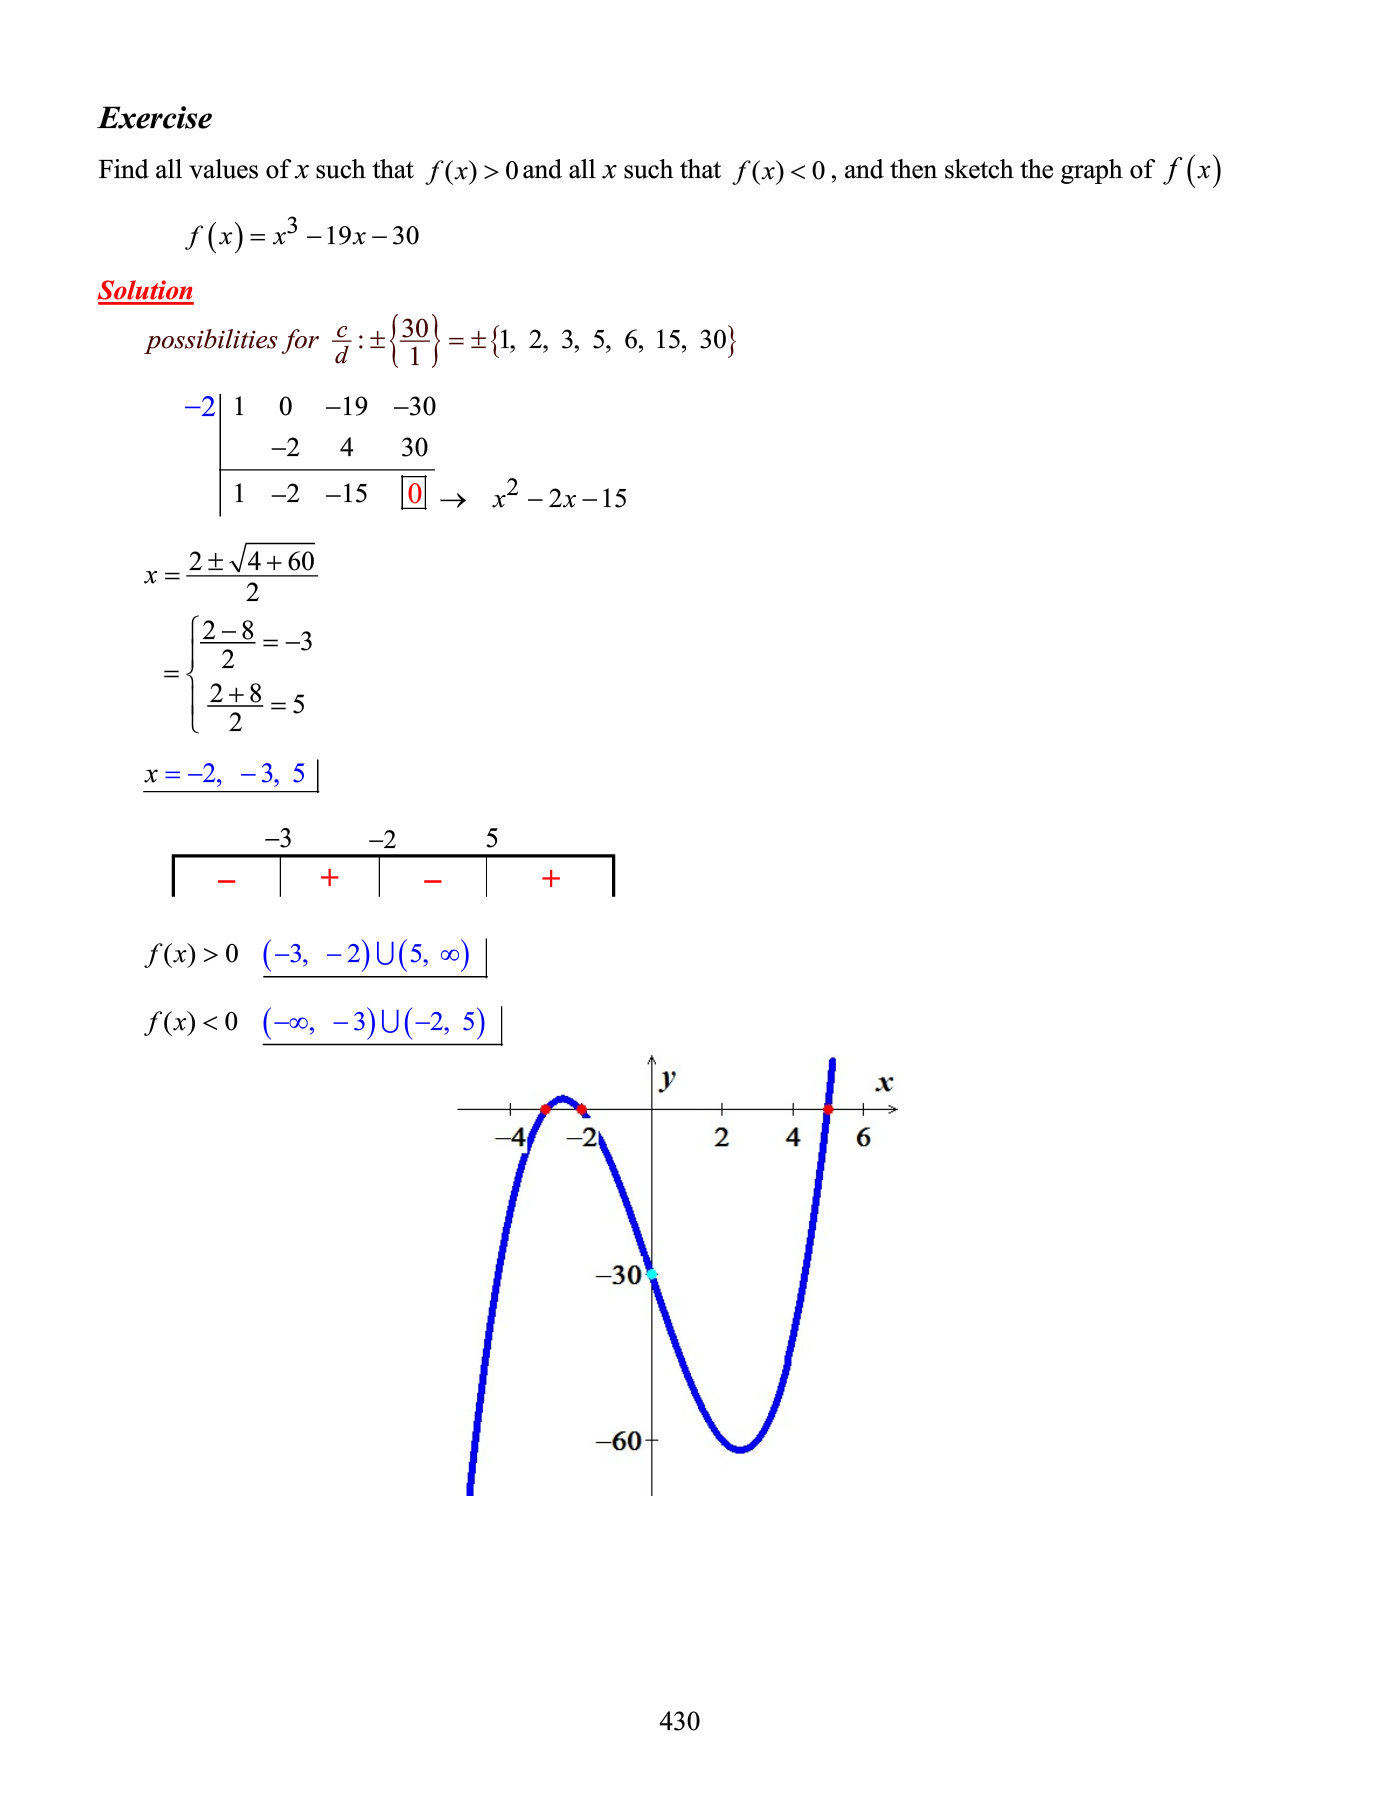 Exercise
Find all values of x such that f(x) > 0 and all x such that f(x) < 0, and then sketch the graph of f(x)
f(x) = x³ − 19x − 30
Solution
possibilities for c/d : ±{30/1} = ±{1, 2, 3, 5, 6, 15, 30}
−2| 1 0 −19 −30
−2 4 30
1 −2 −15 0 → x² − 2x − 15
x = (2 ± √(4 + 60))/2
= { (2 − 8)/2 = −3
(2 + 8)/2 = 5
x = −2, −3, 5
−3 −2 5
− + − +
f(x) > 0 (−3, −2)∪(5, ∞)
f(x) < 0 (−∞, −3)∪(−2, 5)
y x
−4 −2 2 4 6
−30
−60
430